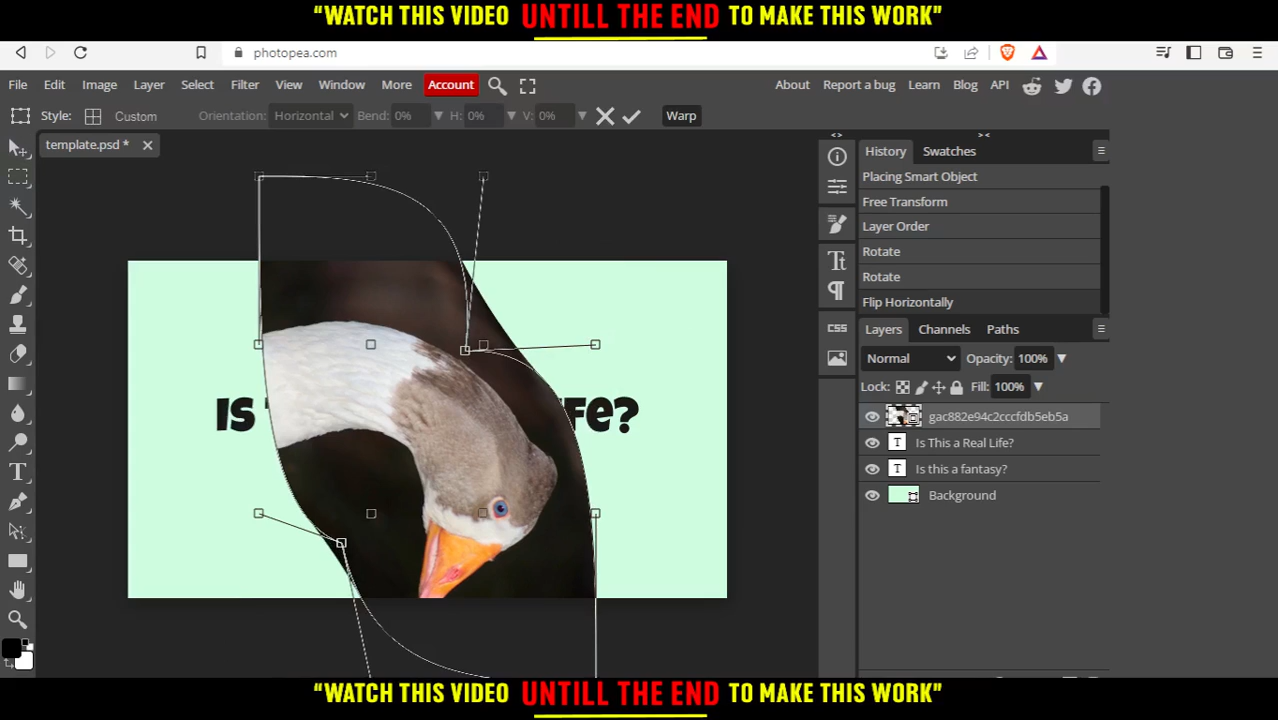 “WATCH THIS VIDEO UNTILL THE END TO MAKE THIS WORK”
photopea.com
File Edit Image Layer Select Filter View Window More Account About Report a bug Learn Blog API
Style: Custom Orientation: Horizontal Bend: 0% H: 0% V: 0% Warp
template.psd *
History Swatches
Placing Smart Object
Free Transform
Layer Order
Rotate
Rotate
Flip Horizontally
Layers Channels Paths
Normal Opacity: 100%
Lock: Fill: 100%
gac882e94c2cccfdb5eb5a
T Is This a Real Life?
T Is this a fantasy?
Background
CSS
Is
ife?
“WATCH THIS VIDEO UNTILL THE END TO MAKE THIS WORK”